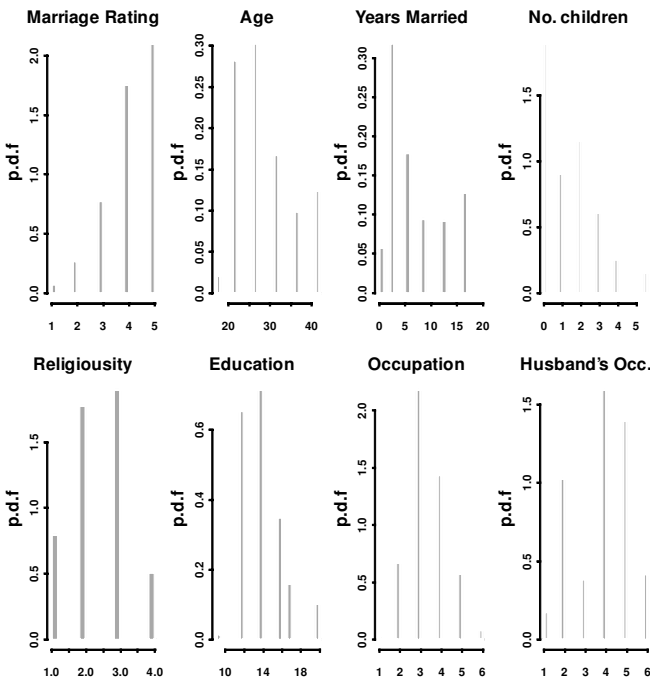 Marriage Rating Age Years Married No. children
p.d.f 0.0 0.5 1.0 1.5 2.0
0.00 0.05 0.10 0.15 0.20 0.25 0.30
p.d.f 0.00 0.05 0.10 0.15 0.20 0.25 0.30
p.d.f 0.0 0.5 1.0 1.5
1 2 3 4 5 20 30 40 0 5 10 15 20 0 1 2 3 4 5
Religiousity Education Occupation Husband's Occ.
p.d.f 0.0 0.5 1.0 1.5
p.d.f 0.0 0.2 0.4 0.6
p.d.f 0.0 0.5 1.0 1.5 2.0
p.d.f 0.0 0.5 1.0 1.5
1.0 2.0 3.0 4.0 10 14 18 1 2 3 4 5 6 1 2 3 4 5 6